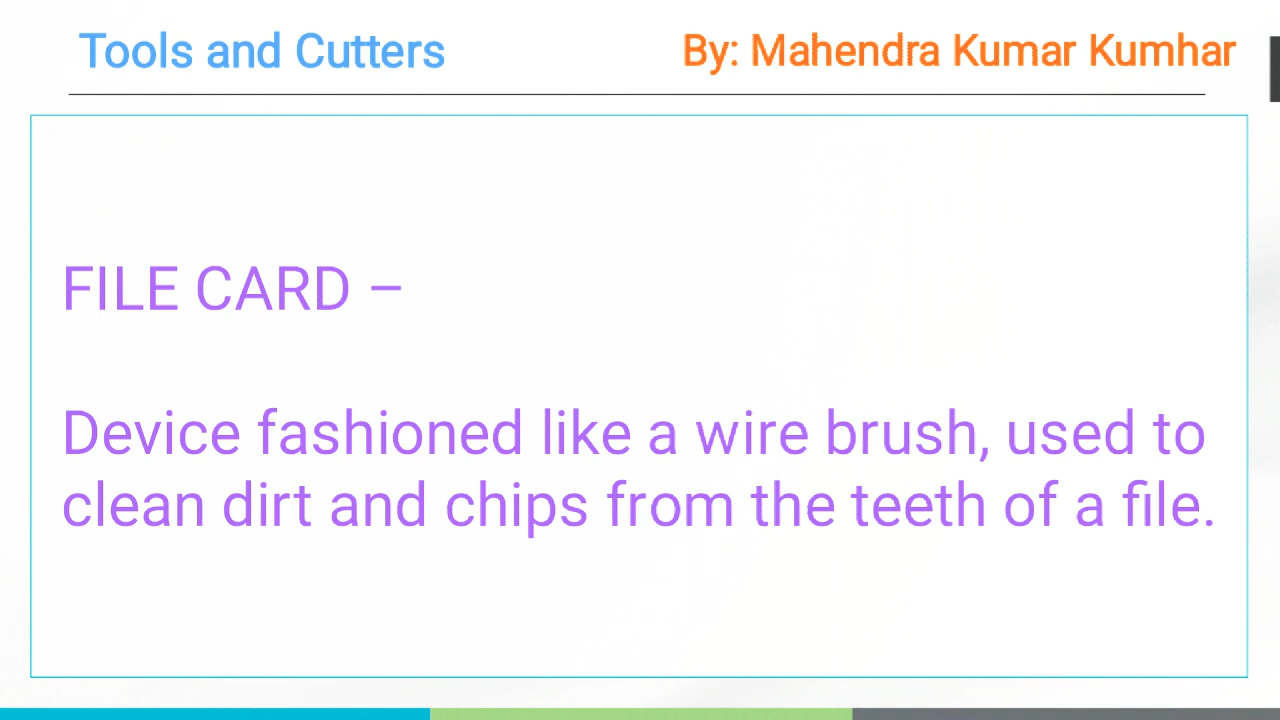 Tools and Cutters
By: Mahendra Kumar Kumhar
FILE CARD –
Device fashioned like a wire brush, used to
clean dirt and chips from the teeth of a file.